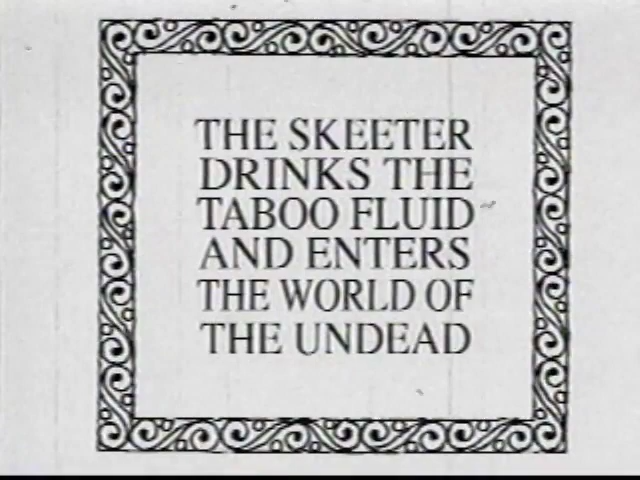 THE SKEETER
DRINKS THE
TABOO FLUID
AND ENTERS
THE WORLD OF
THE UNDEAD